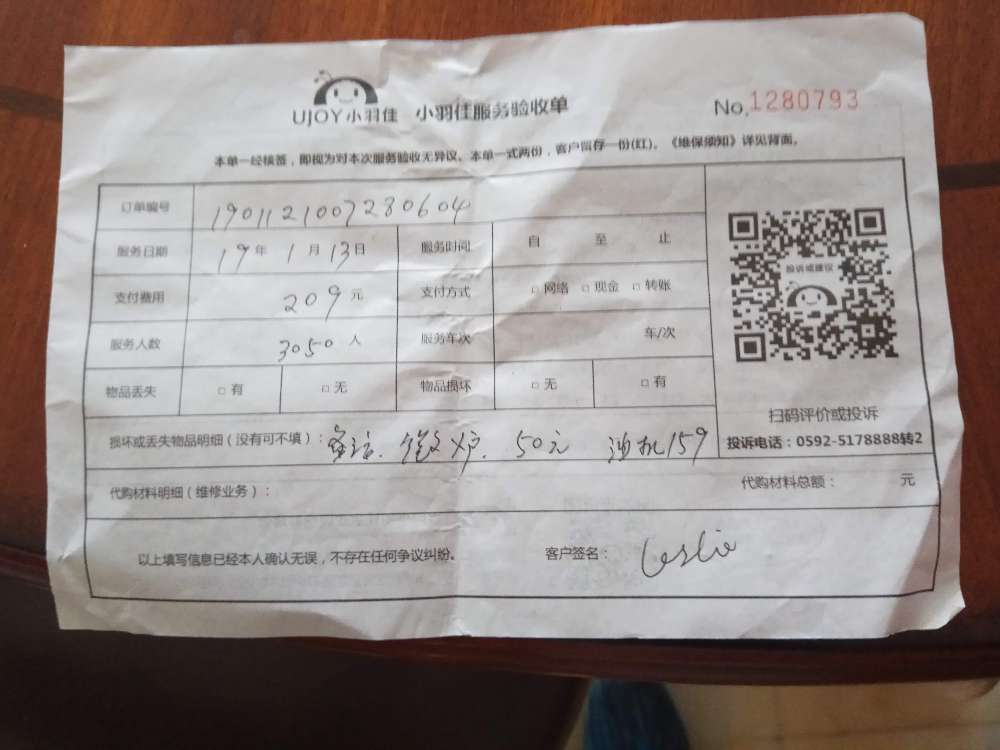 UJOY小羽佳 小羽佳服务验收单 No.1280793
本单一经核签，即视为对本次服务验收无异议。本单一式两份，客户留存一份(红)。《维保须知》详见背面。
订单编号 1901121007230604
服务日期 19年 1月 13日 服务时间 自 至 止
投诉或建议
支付费用 209元 支付方式 □网络 □现金 □转账
服务人数 3050人 服务车次 车/次
物品丢失 □有 □无 物品损坏 □无 □有
扫码评价或投诉
投诉电话：0592-5178888转2
损坏或丢失物品明细（没有可不填）： 50元 油机159
代购材料明细（维修业务）： 代购材料总额： 元
以上填写信息已经本人确认无误，不存在任何争议纠纷。 客户签名： Leslie